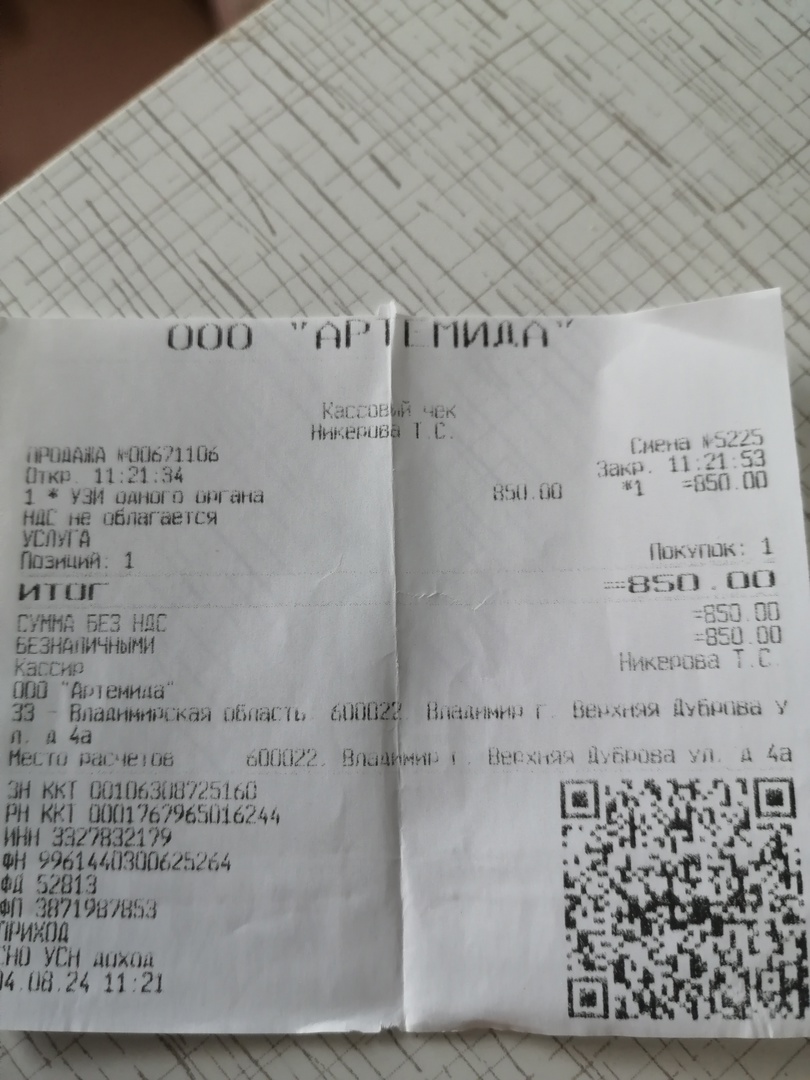 ООО "АРТЕМИДА"
Кассовый чек
Никерова Т.С.
ПРОДАЖА №00671106 Смена №5225
Откр. 11:21:34 Закр. 11:21:53
1 * УЗИ одного органа 850.00 *1 =850.00
НДС не облагается
УСЛУГА
Позиций: 1 Покупок: 1
ИТОГ =850.00
СУММА БЕЗ НДС =850.00
БЕЗНАЛИЧНЫМИ =850.00
Кассир Никерова Т.С.
ООО "Артемида"
33 - Владимирская область, 600022, Владимир г, Верхняя Дуброва у
л, д 4а
Место расчетов 600022, Владимир г, Верхняя Дуброва ул, д 4а
ЗН ККТ 00106308725160
РН ККТ 0001767965016244
ИНН 3327832179
ФН 9961440300625264
ФД 52813
ФП 3871987853
ПРИХОД
СНО УСН доход
04.08.24 11:21